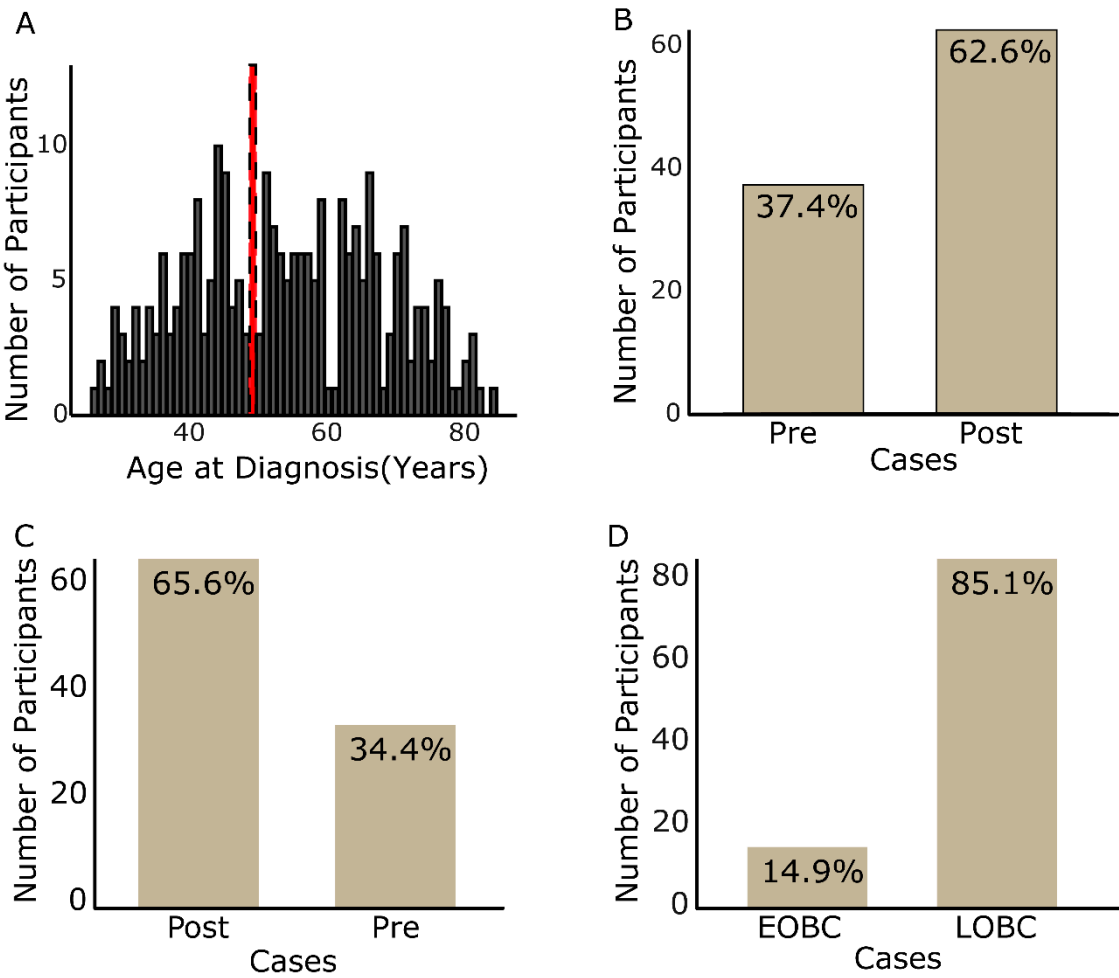 A
Number of Participants
10
5
0
40 60 80
Age at Diagnosis(Years)
B
Number of Participants
60
40
20
0
37.4%
62.6%
Pre Post
Cases
C
Number of Participants
60
40
20
0
65.6%
34.4%
Post Pre
Cases
D
Number of Participants
80
60
40
20
0
14.9%
85.1%
EOBC LOBC
Cases